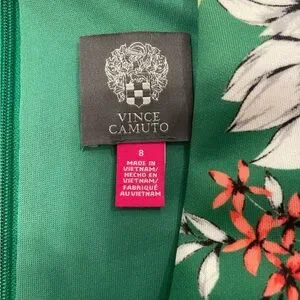 VINCE
CAMUTO
8
MADE IN
VIETNAM/
HECHO EN
VIETNAM/
FABRIQUÉ
AU VIETNAM